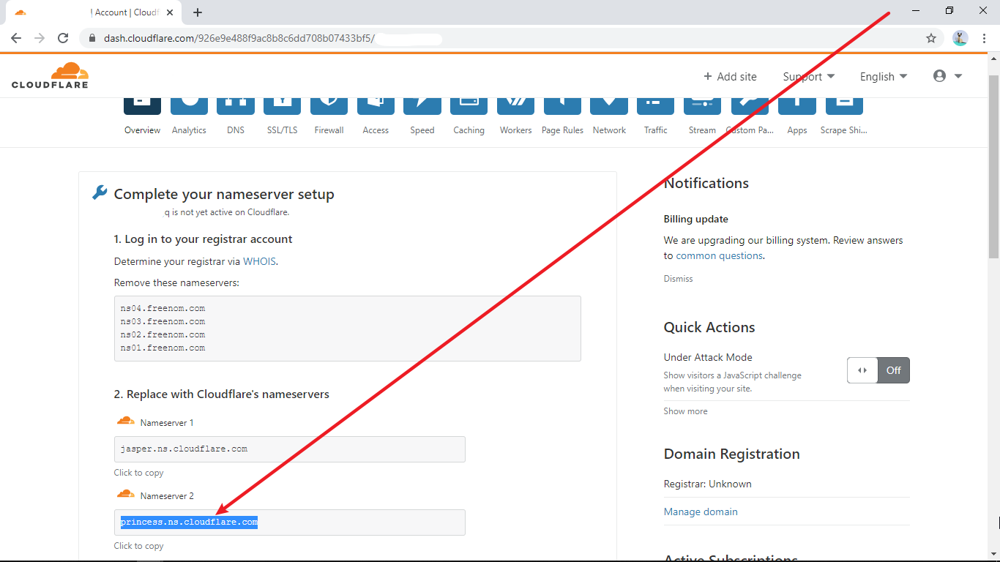 Account | Cloudf
dash.cloudflare.com/926e9e488f9ac8b8c6dd708b07433bf5/
CLOUDFLARE
+ Add site
Support
English
Overview
Analytics
DNS
SSL/TLS
Firewall
Access
Speed
Caching
Workers
Page Rules
Network
Traffic
Stream
Custom Pa...
Apps
Scrape Shi...
Complete your nameserver setup
q is not yet active on Cloudflare.
1. Log in to your registrar account
Determine your registrar via WHOIS.
Remove these nameservers:
ns04.freenom.com
ns03.freenom.com
ns02.freenom.com
ns01.freenom.com
2. Replace with Cloudflare's nameservers
Nameserver 1
jasper.ns.cloudflare.com
Click to copy
Nameserver 2
princess.ns.cloudflare.com
Click to copy
Notifications
Billing update
We are upgrading our billing system. Review answers
to common questions.
Dismiss
Quick Actions
Under Attack Mode
Show visitors a JavaScript challenge
when visiting your site.
Off
Show more
Domain Registration
Registrar: Unknown
Manage domain
Active Subscriptions